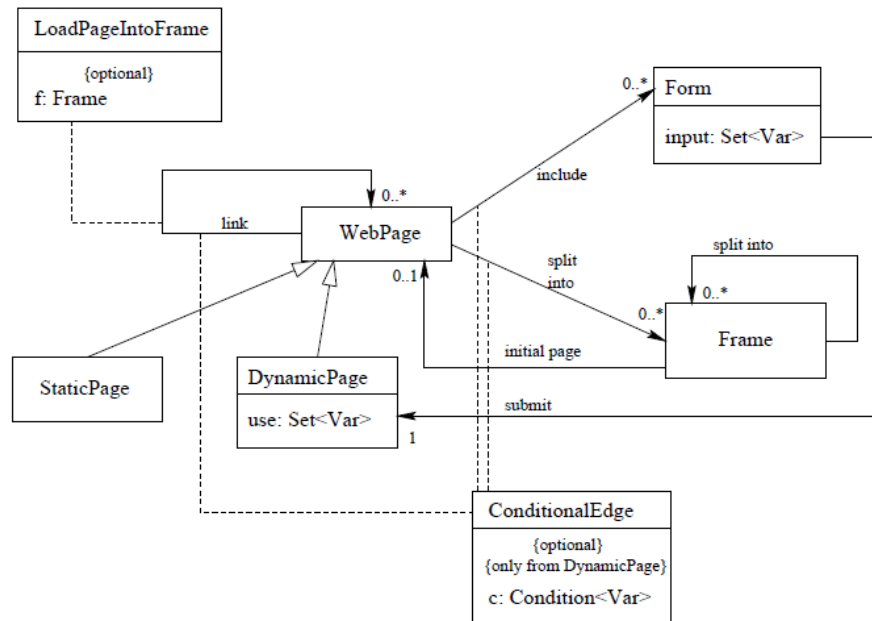 LoadPageIntoFrame
{optional}
f: Frame
0..*
Form
input: Set<Var>
include
link
0..*
WebPage
split
into
split into
0..1
0..*
0..*
Frame
initial page
StaticPage
DynamicPage
use: Set<Var>
submit
1
ConditionalEdge
{optional}
{only from DynamicPage}
c: Condition<Var>